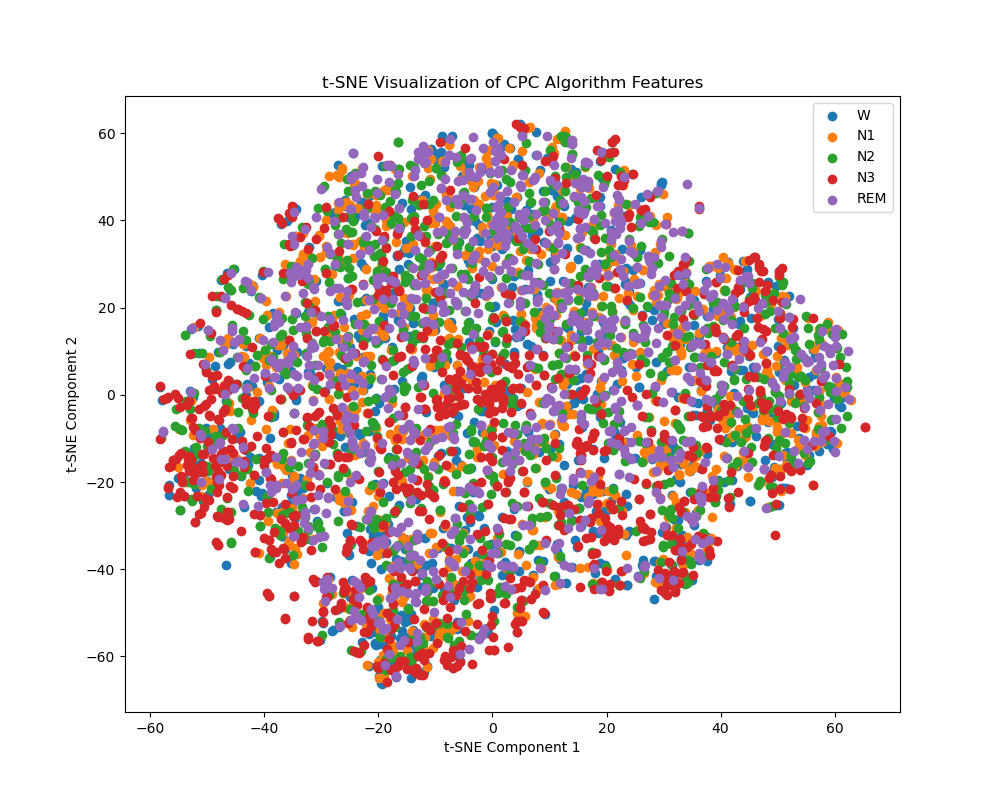 t-SNE Visualization of CPC Algorithm Features
W
N1
N2
N3
REM
60
40
20
0
−20
−40
−60
t-SNE Component 2
−60
−40
−20
0
20
40
60
t-SNE Component 1